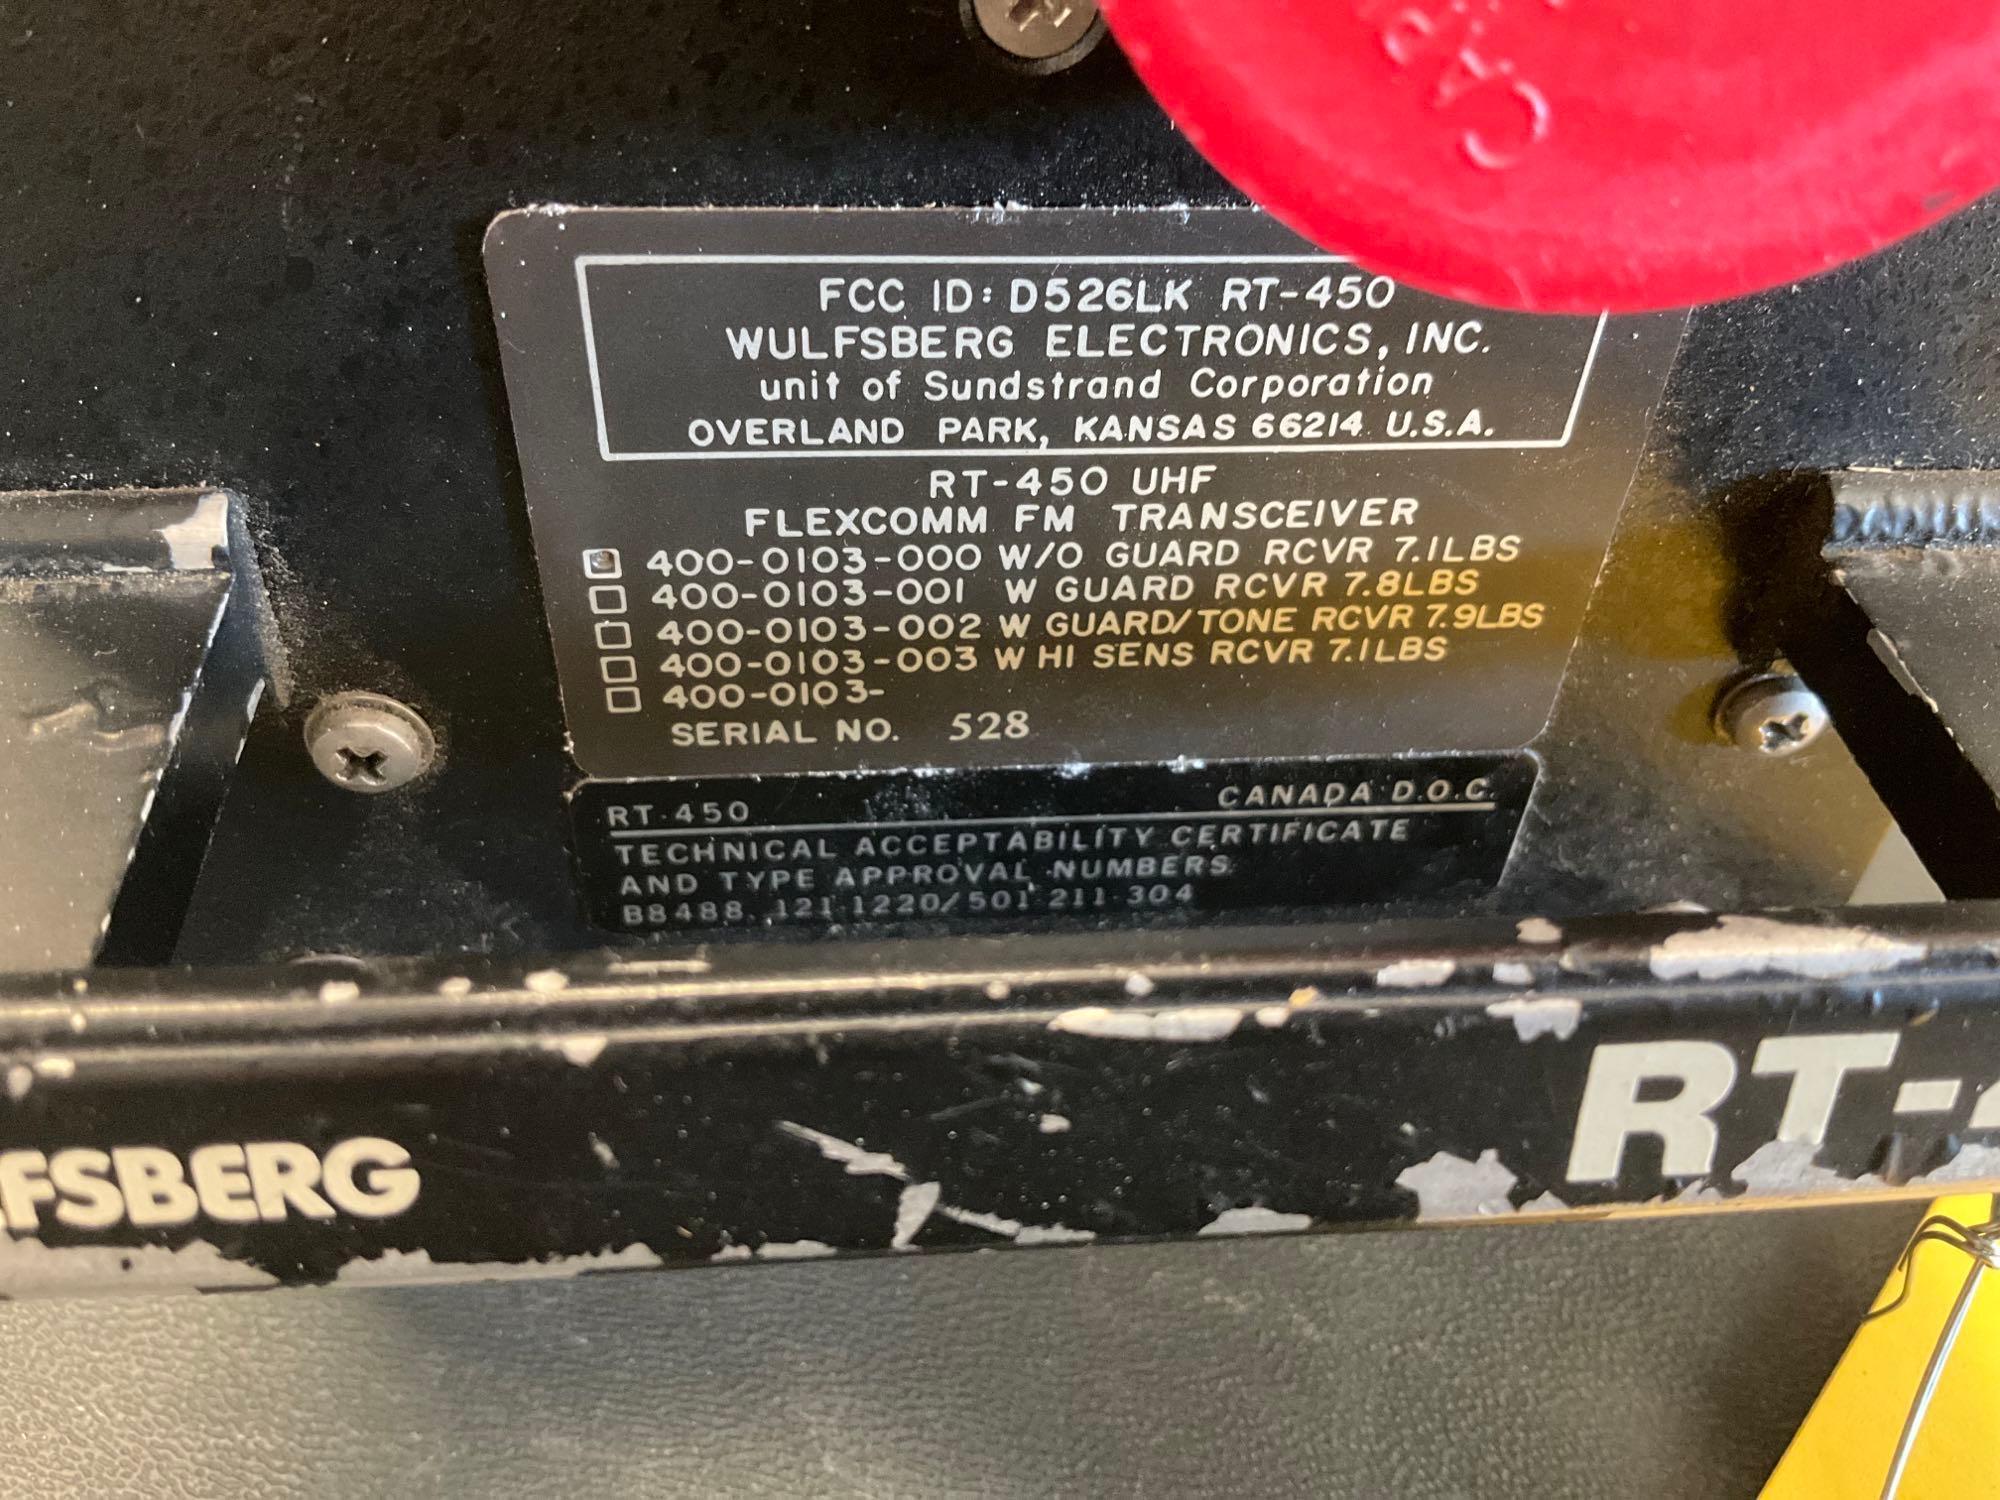 FCC ID: D526LK RT-450
WULFSBERG ELECTRONICS, INC.
unit of Sundstrand Corporation
OVERLAND PARK, KANSAS 66214 U.S.A.
RT-450 UHF
FLEXCOMM FM TRANSCEIVER
400-0103-000 W/O GUARD RCVR 7.1LBS
400-0103-001 W GUARD RCVR 7.8LBS
400-0103-002 W GUARD/TONE RCVR 7.9LBS
400-0103-003 W HI SENS RCVR 7.1LBS
400-0103-
SERIAL NO. 528
RT-450 CANADA D.O.C.
TECHNICAL ACCEPTABILITY CERTIFICATE
AND TYPE APPROVAL NUMBERS
B8488. 121 1220/501 211 304
FSBERG
RT-